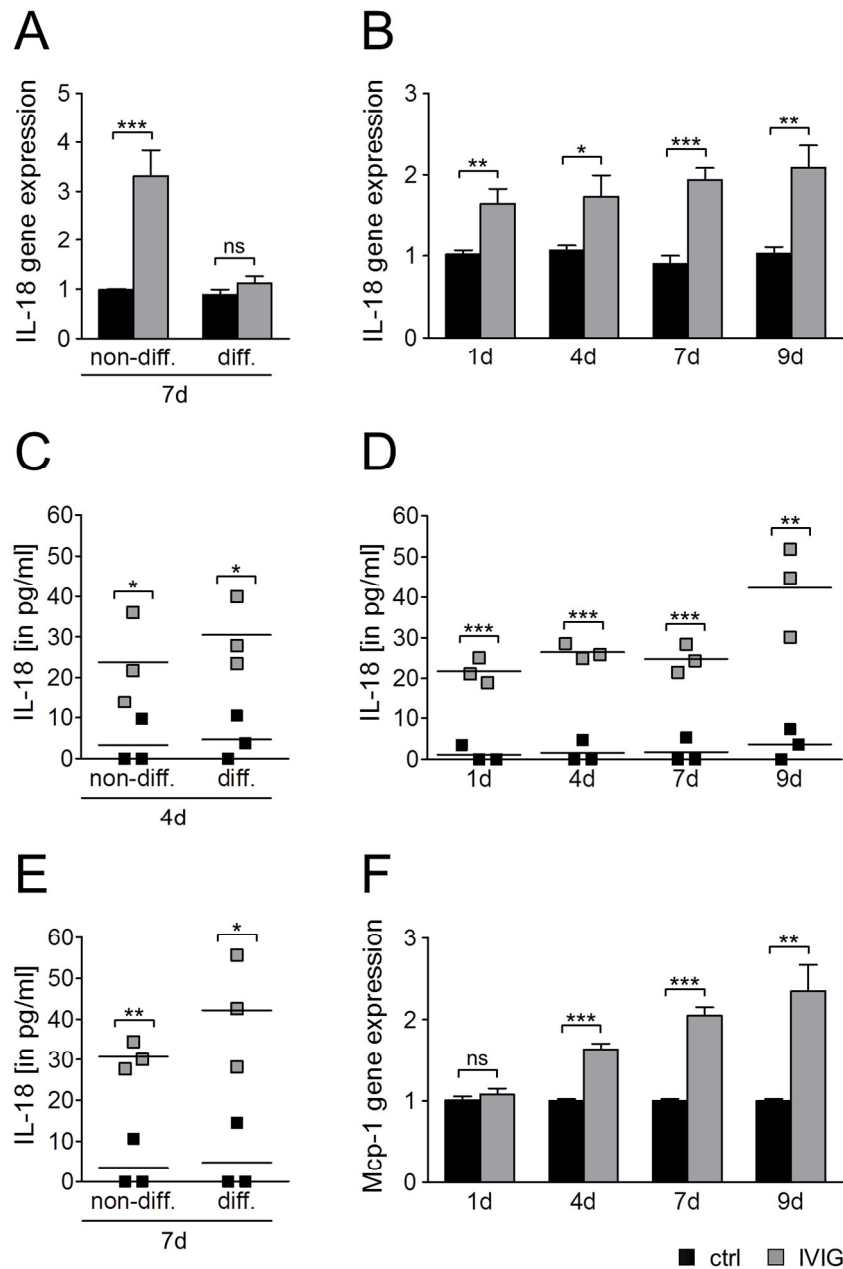 A
IL-18 gene expression
5
4
3
2
1
0
***
ns
non-diff.
diff.
7d
B
IL-18 gene expression
3
2
1
0
**
*
***
**
1d
4d
7d
9d
C
IL-18 [in pg/ml]
60
50
40
30
20
10
0
*
*
non-diff.
diff.
4d
D
IL-18 [in pg/ml]
60
50
40
30
20
10
0
***
***
***
**
1d
4d
7d
9d
E
IL-18 [in pg/ml]
60
50
40
30
20
10
0
**
*
non-diff.
diff.
7d
F
Mcp-1 gene expression
3
2
1
0
ns
***
***
**
1d
4d
7d
9d
ctrl
IVIG